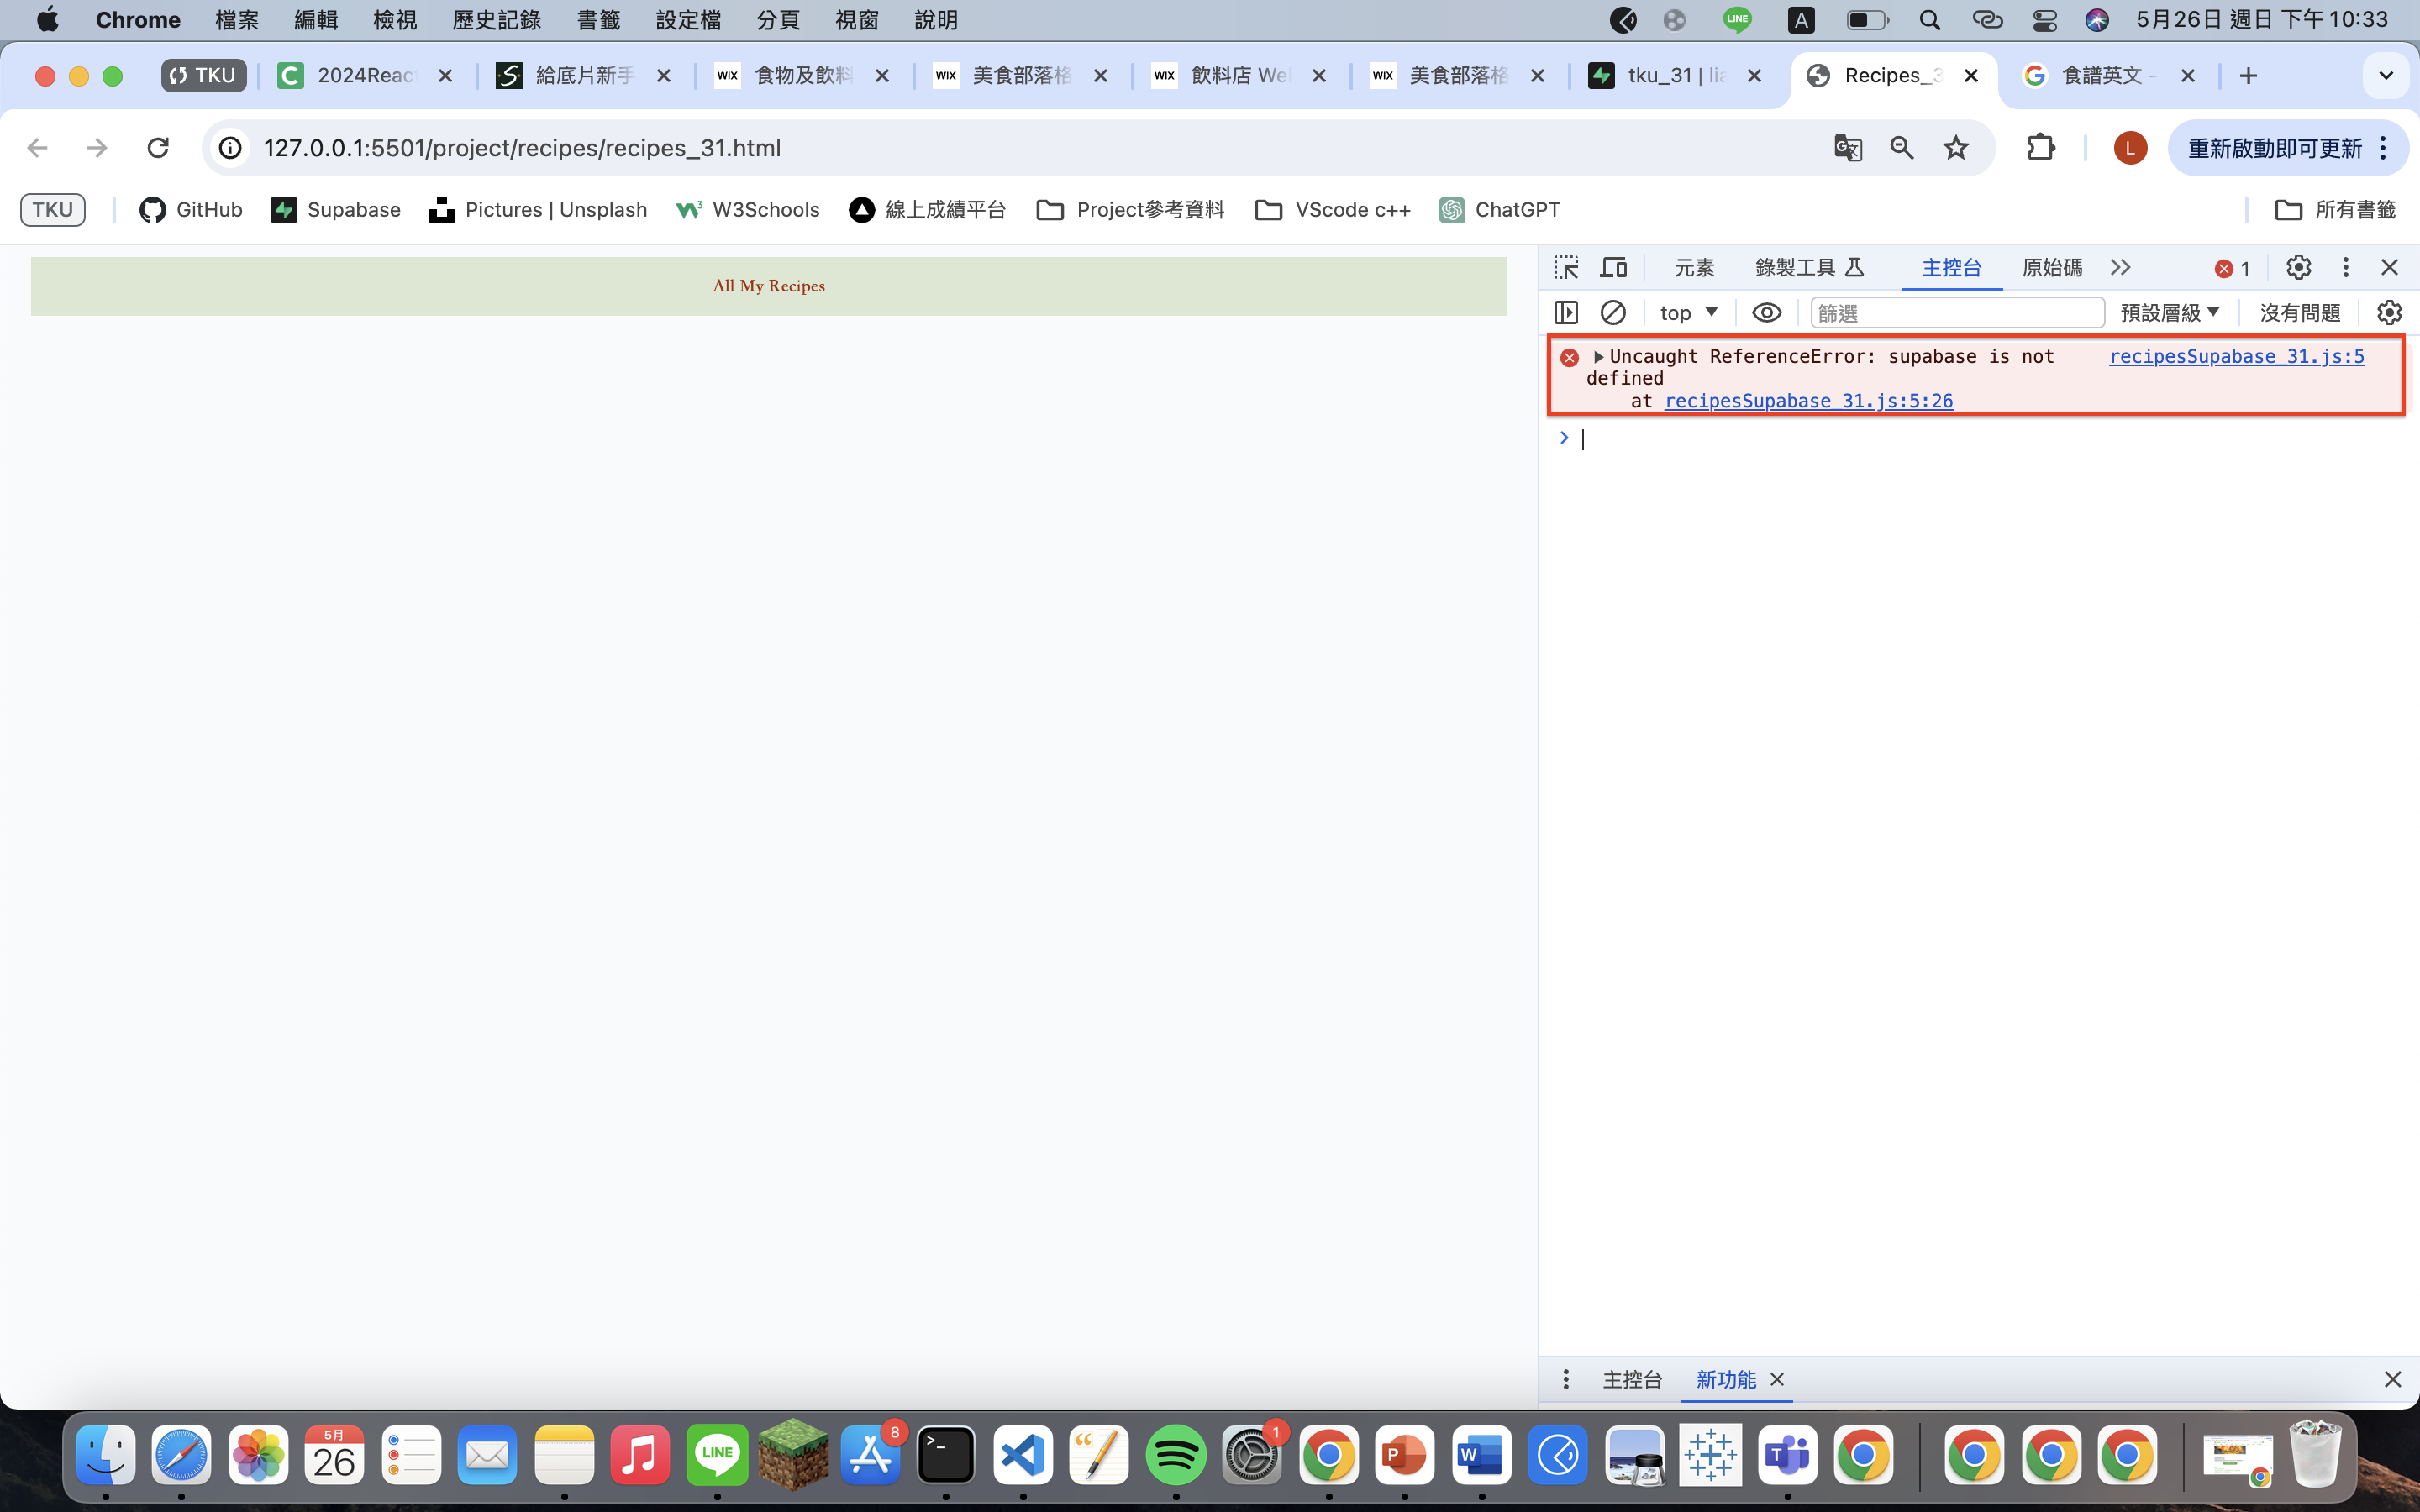 Chrome 檔案 編輯 檢視 歷史記錄 書籤 設定檔 分頁 視窗 說明 LINE A 5月26日 週日 下午10:33
TKU C 2024Reac S 給底片新手 WIX 食物及飲料 WIX 美食部落格 WIX 飲料店 We WIX 美食部落格 tku_31 | lia Recipes_3 食譜英文 -
127.0.0.1:5501/project/recipes/recipes_31.html L 重新啟動即可更新
TKU GitHub Supabase Pictures | Unsplash W3Schools 線上成績平台 Project參考資料 VScode c++ ChatGPT 所有書籤
All My Recipes
元素 錄製工具 主控台 原始碼 1
top 篩選 預設層級 沒有問題
Uncaught ReferenceError: supabase is not recipesSupabase_31.js:5
defined
at recipesSupabase_31.js:5:26
主控台 新功能
5月
26
LINE
8
1
P
W
T